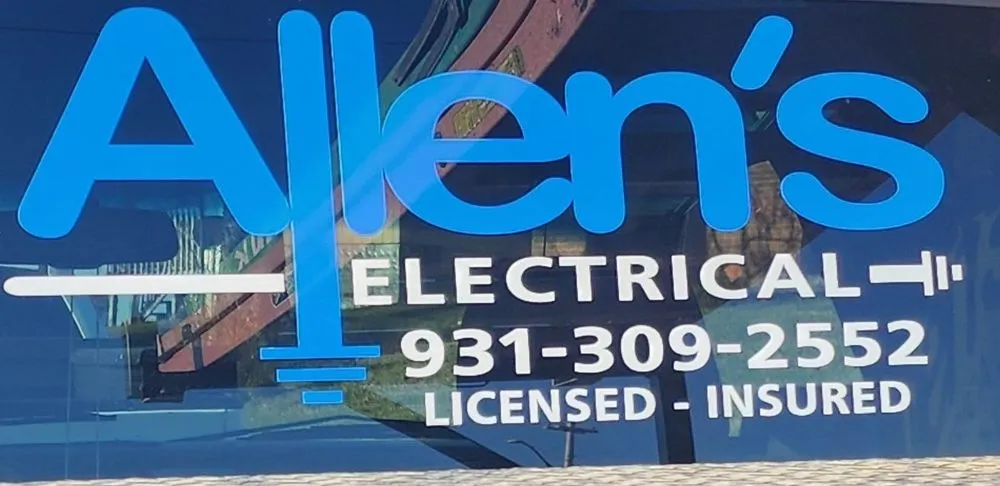 Allen's
ELECTRICAL
931-309-2552
LICENSED - INSURED